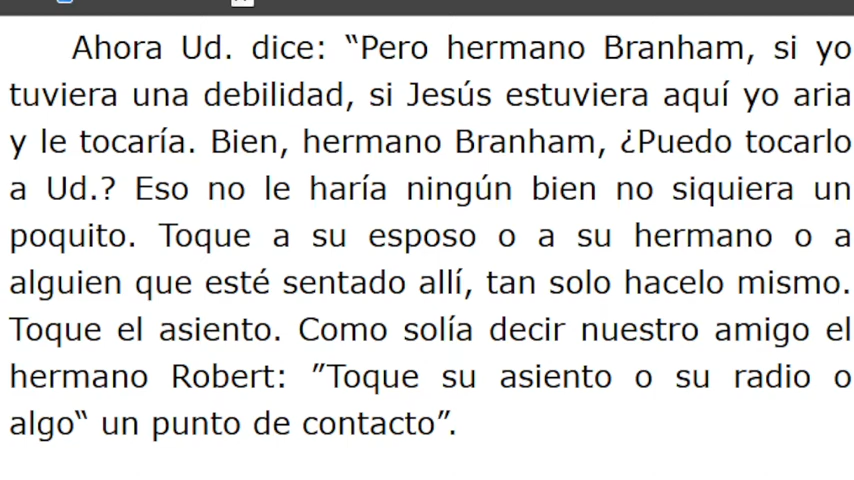 Ahora Ud. dice: “Pero hermano Branham, si yo
tuviera una debilidad, si Jesús estuviera aquí yo aria
y le tocaría. Bien, hermano Branham, ¿Puedo tocarlo
a Ud.? Eso no le haría ningún bien no siquiera un
poquito. Toque a su esposo o a su hermano o a
alguien que esté sentado allí, tan solo hacelo mismo.
Toque el asiento. Como solía decir nuestro amigo el
hermano Robert: ”Toque su asiento o su radio o
algo“ un punto de contacto”.